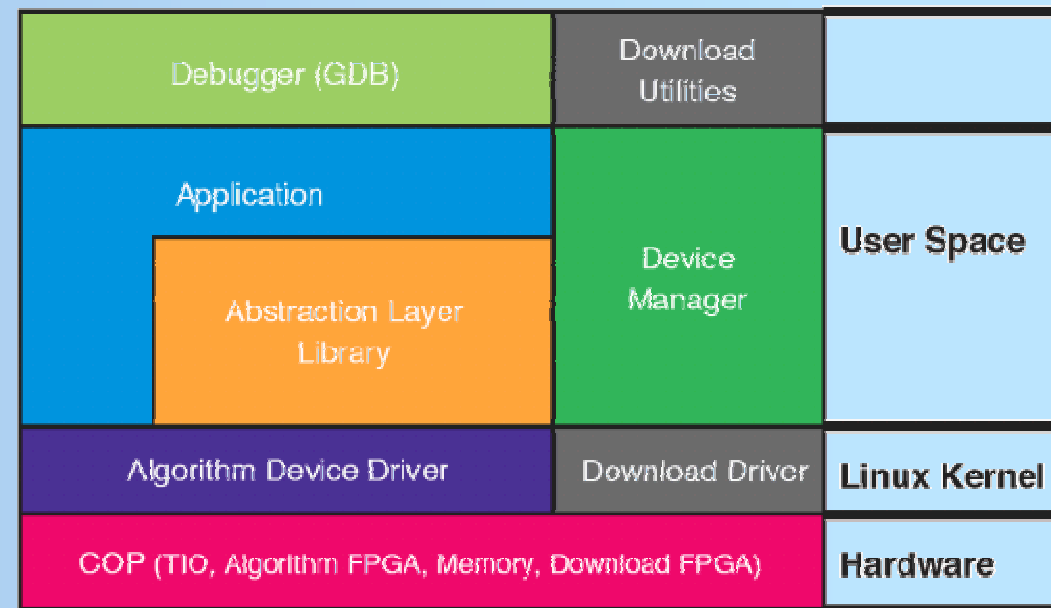 Debugger (GDB)
Download
Utilities
Application
User Space
Device
Manager
Abstraction Layer
Library
Algorithm Device Driver
Download Driver
Linux Kernel
COP (TIO, Algorithm FPGA, Memory, Download FPGA)
Hardware